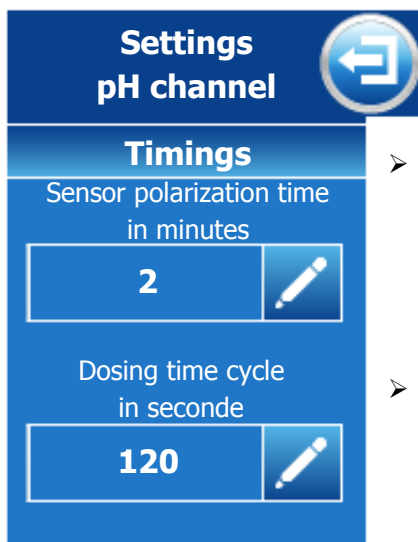 Settings
pH channel
Timings
Sensor polarization time
in minutes
2
Dosing time cycle
in seconde
120